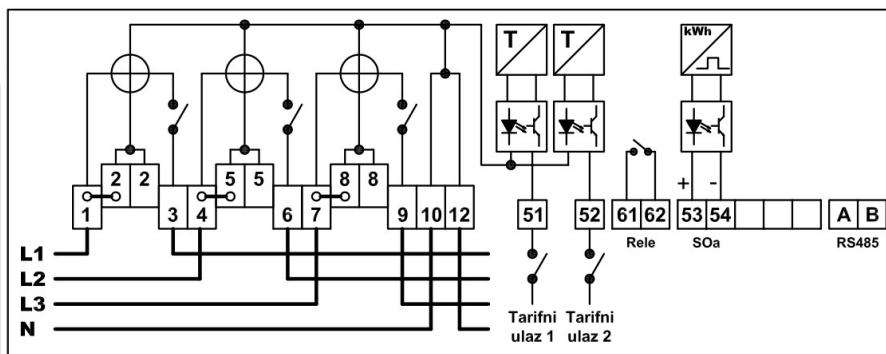 T T kWh
2 2 5 5 8 8
1 3 4 6 7 9 10 12
51 52 61 62 53 54 A B
+ -
Rele SOa RS485
L1
L2
L3
N
Tarifni ulaz 1
Tarifni ulaz 2